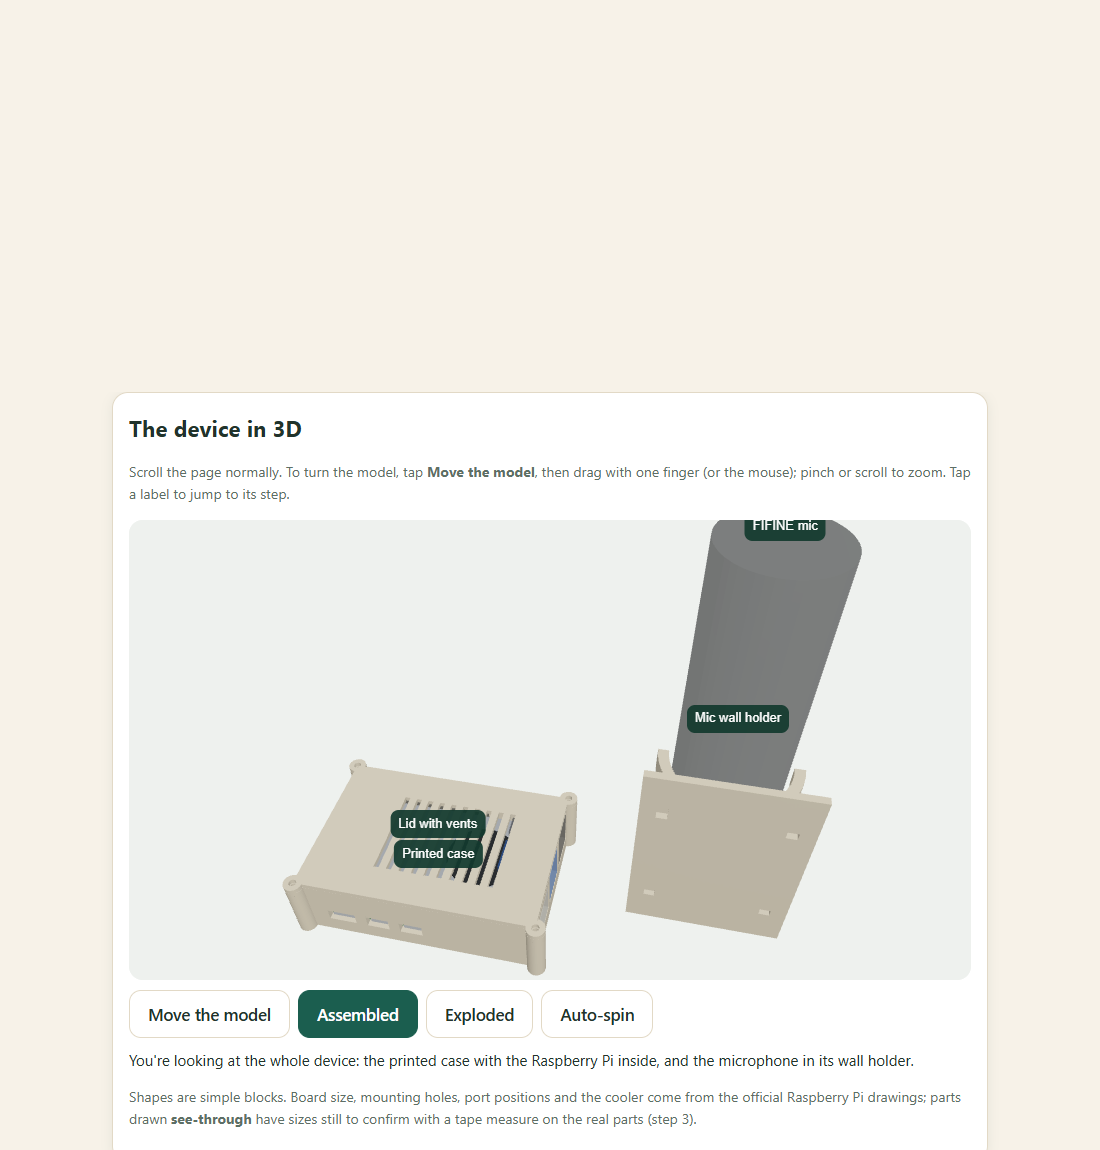 The device in 3D
Scroll the page normally. To turn the model, tap Move the model, then drag with one finger (or the mouse); pinch or scroll to zoom. Tap
a label to jump to its step.
FIFINE mic
Mic wall holder
Lid with vents
Printed case
Move the model
Assembled
Exploded
Auto-spin
You're looking at the whole device: the printed case with the Raspberry Pi inside, and the microphone in its wall holder.
Shapes are simple blocks. Board size, mounting holes, port positions and the cooler come from the official Raspberry Pi drawings; parts
drawn see-through have sizes still to confirm with a tape measure on the real parts (step 3).